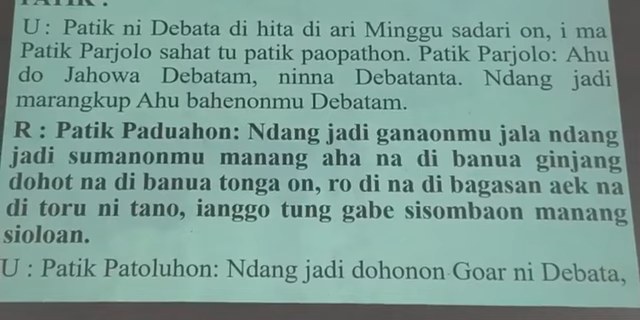 U : Patik ni Debata di hita di ari Minggu sadari on, i ma
Patik Parjolo sahat tu patik paopathon. Patik Parjolo: Ahu
do Jahowa Debatam, ninna Debatanta. Ndang jadi
marangkup Ahu bahenonmu Debatam.
R : Patik Paduahon: Ndang jadi ganaonmu jala ndang
jadi sumanonmu manang aha na di banua ginjang
dohot na di banua tonga on, ro di na di bagasan aek na
di toru ni tano, ianggo tung gabe sisombaon manang
sioloan.
U : Patik Patoluhon: Ndang jadi dohonon Goar ni Debata,